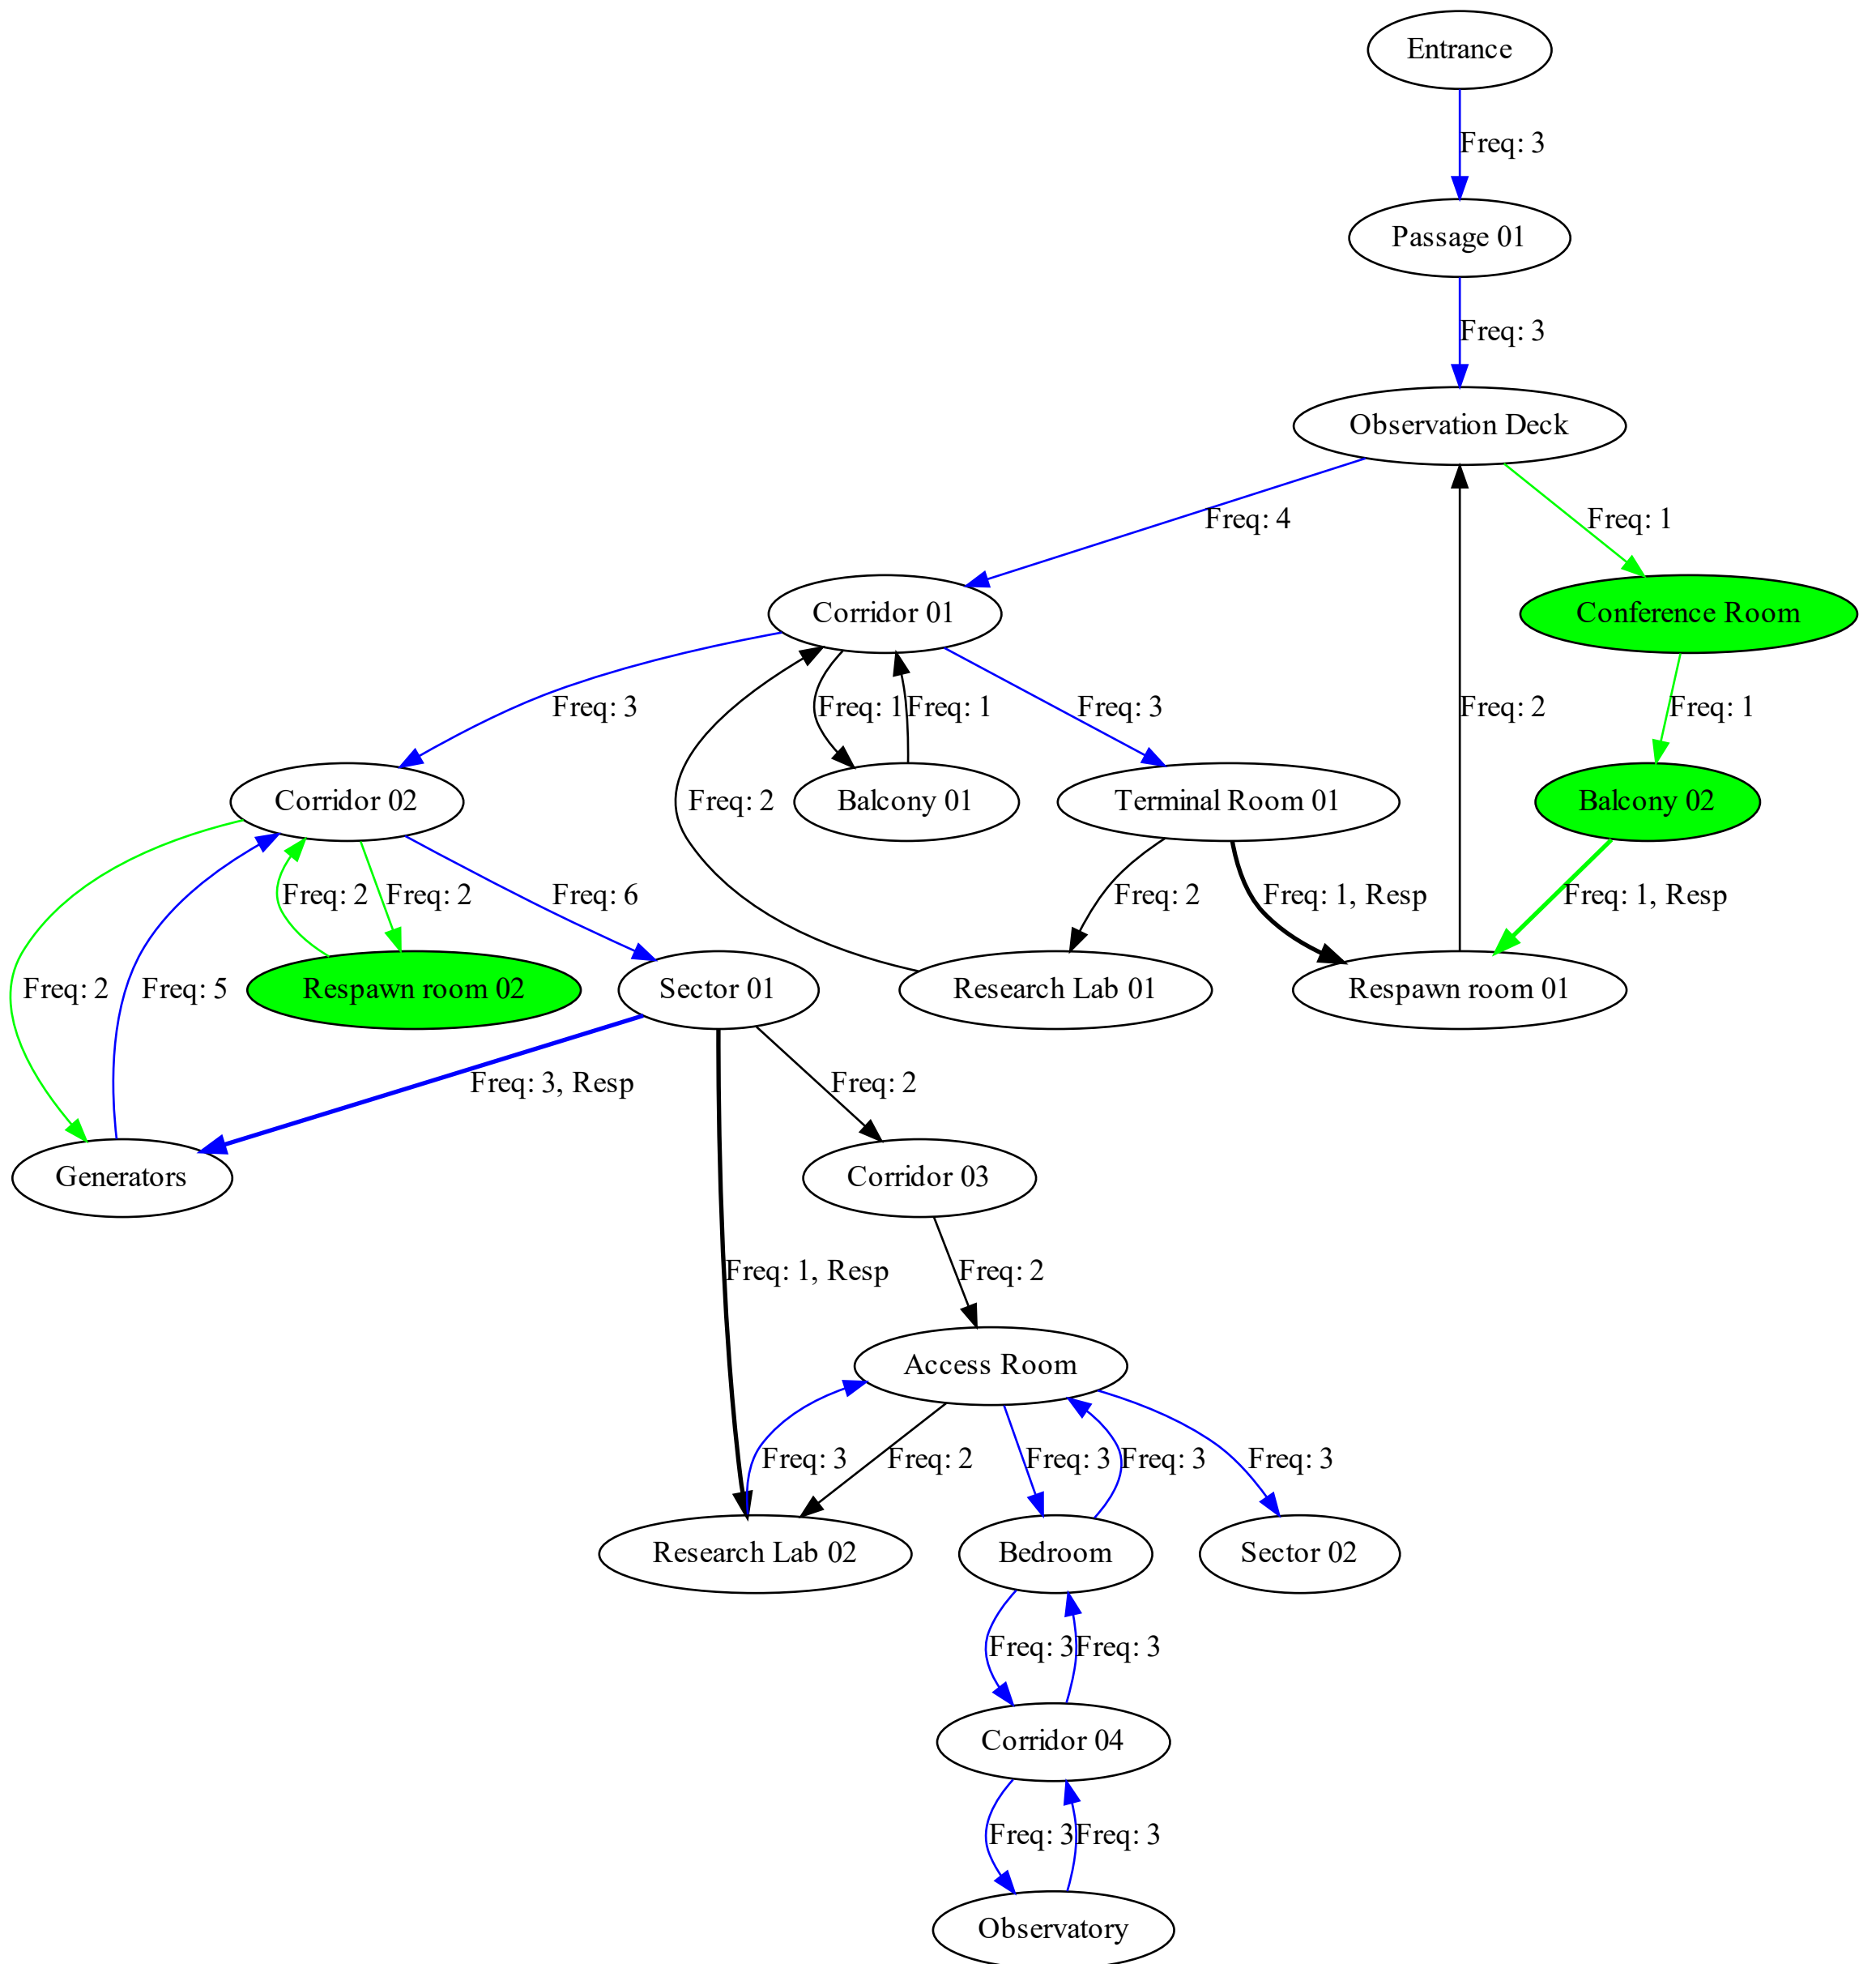 Entrance
Freq: 3
Passage 01
Freq: 3
Observation Deck
Freq: 4
Freq: 1
Corridor 01
Conference Room
Freq: 3
Freq: 1
Freq: 1
Freq: 3
Freq: 2
Freq: 1
Corridor 02
Freq: 2
Balcony 01
Terminal Room 01
Balcony 02
Freq: 2
Freq: 2
Freq: 6
Freq: 2
Freq: 1, Resp
Freq: 1, Resp
Freq: 2
Freq: 5
Respawn room 02
Sector 01
Research Lab 01
Respawn room 01
Freq: 3, Resp
Freq: 2
Generators
Corridor 03
Freq: 1, Resp
Freq: 2
Access Room
Freq: 3
Freq: 2
Freq: 3
Freq: 3
Freq: 3
Research Lab 02
Bedroom
Sector 02
Freq: 3
Freq: 3
Corridor 04
Freq: 3
Freq: 3
Observatory